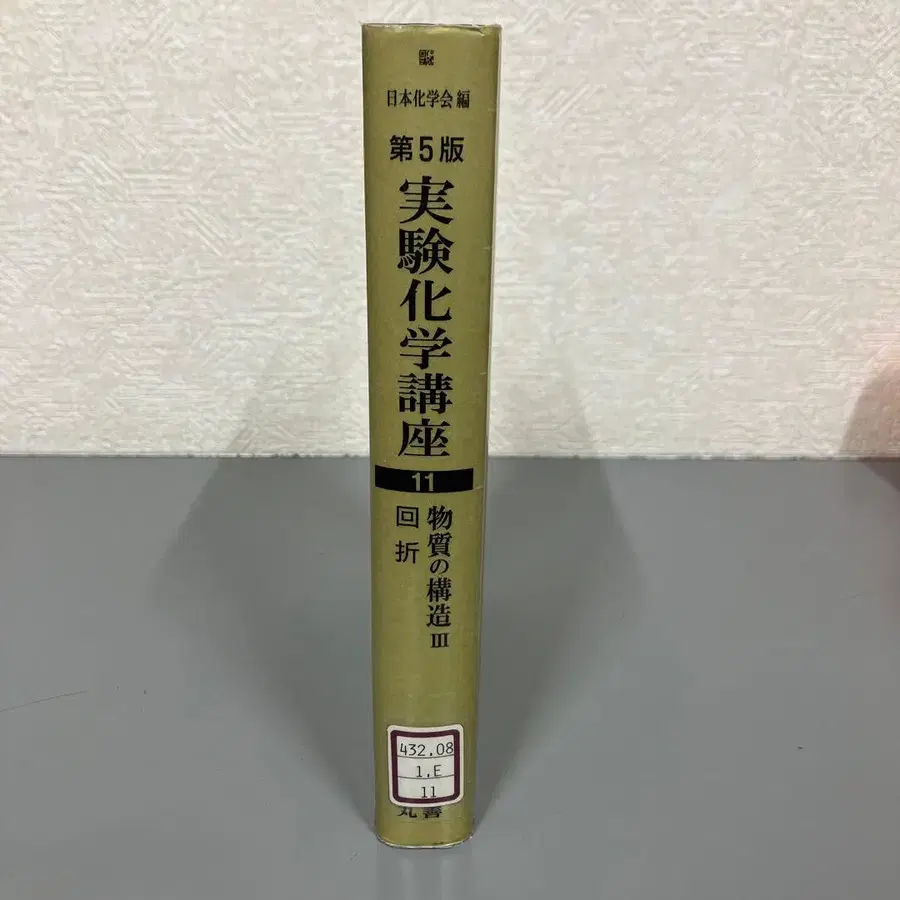 日本化学会編
第5版
実験化学講座
11
物質の構造 III
回折
432.08
1.E
11
丸善